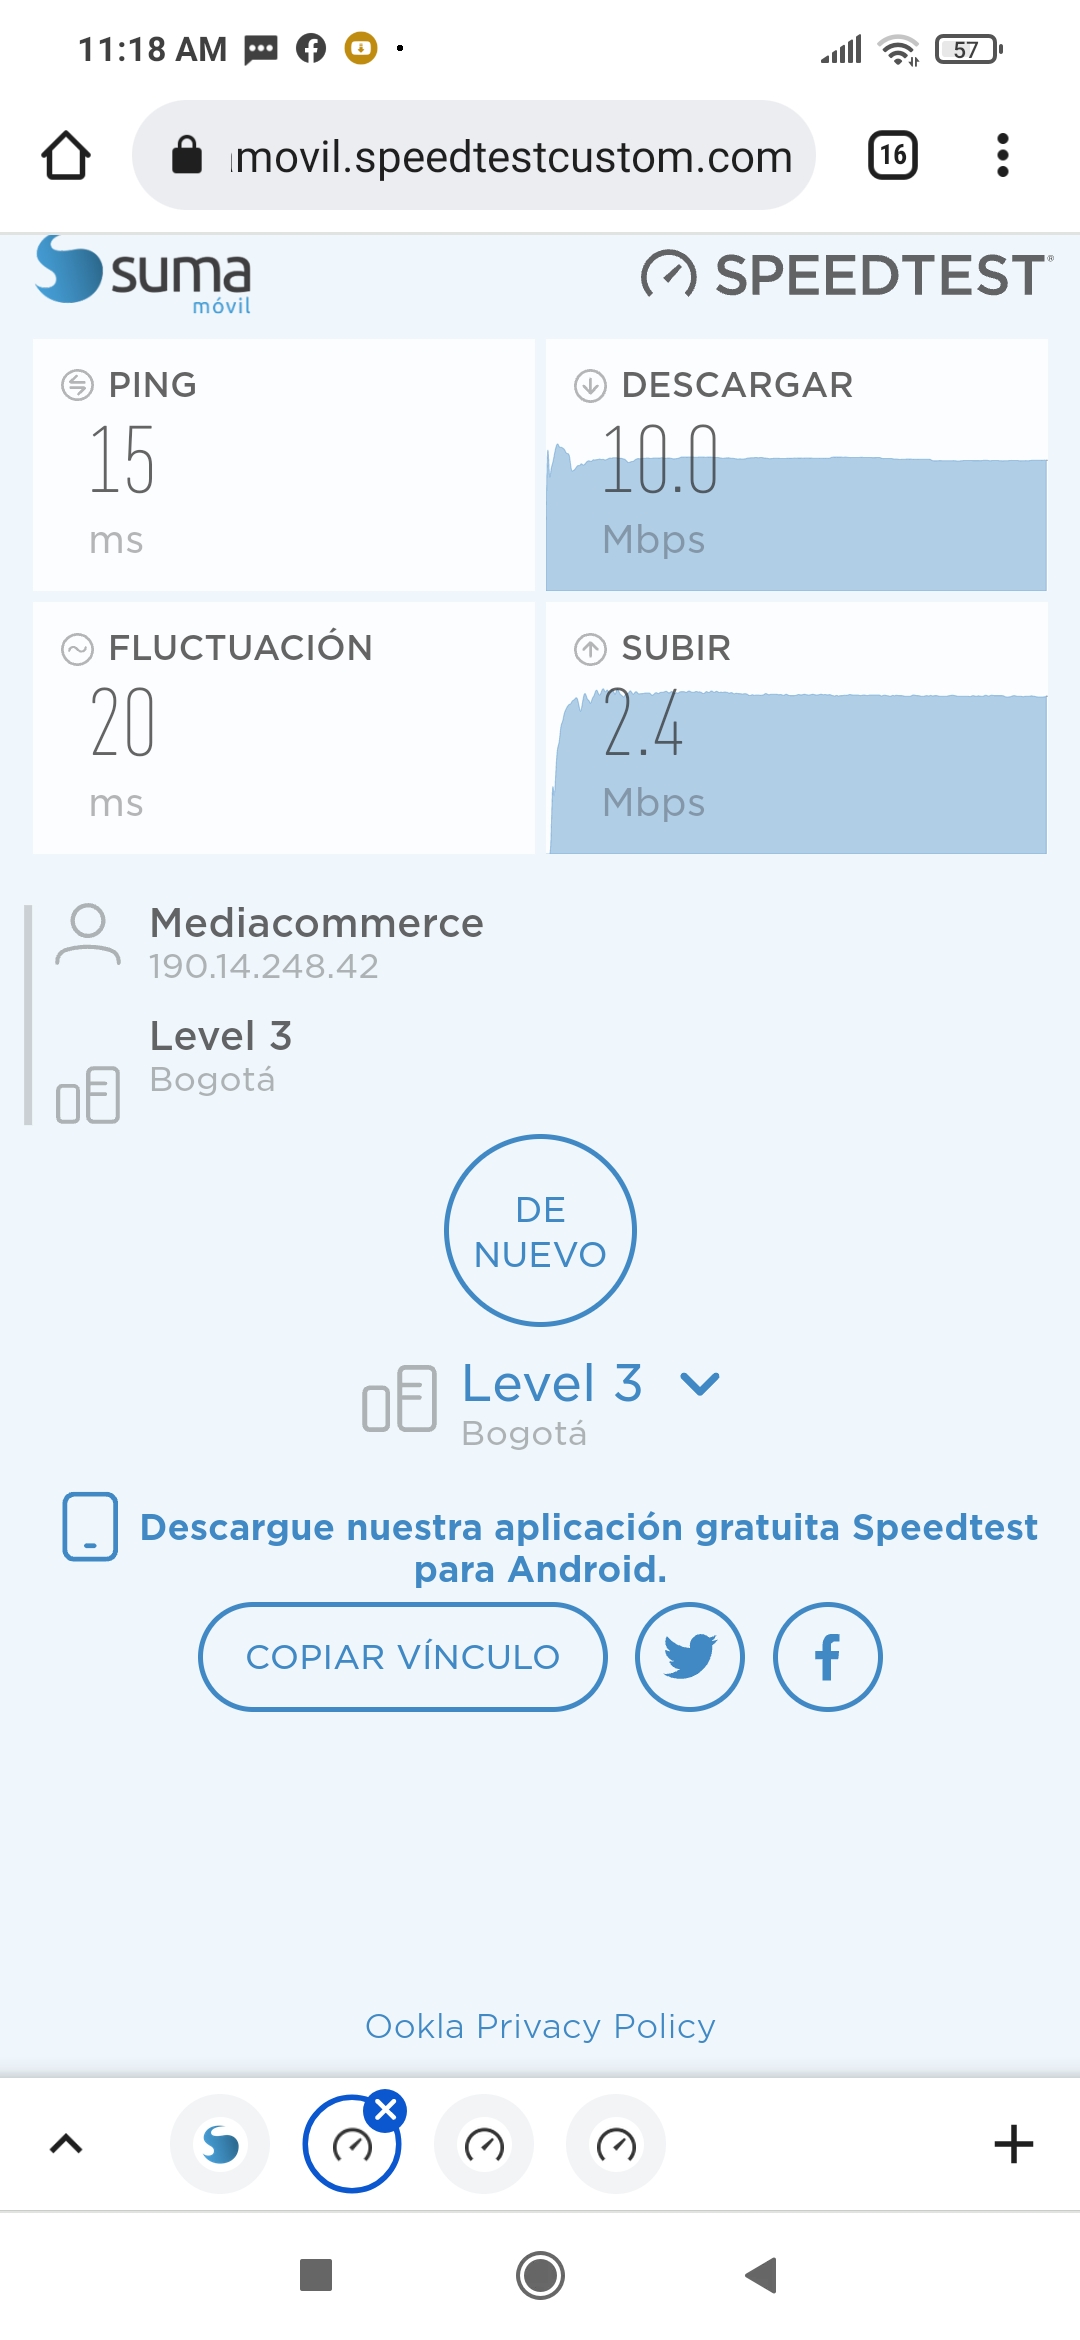 11:18 AM
57
movil.speedtestcustom.com
16
suma
móvil
SPEEDTEST®
PING
15
ms
DESCARGAR
10.0
Mbps
FLUCTUACIÓN
20
ms
SUBIR
2.4
Mbps
Mediacommerce
190.14.248.42
Level 3
Bogotá
DE
NUEVO
Level 3
Bogotá
Descargue nuestra aplicación gratuita Speedtest
para Android.
COPIAR VÍNCULO
Ookla Privacy Policy